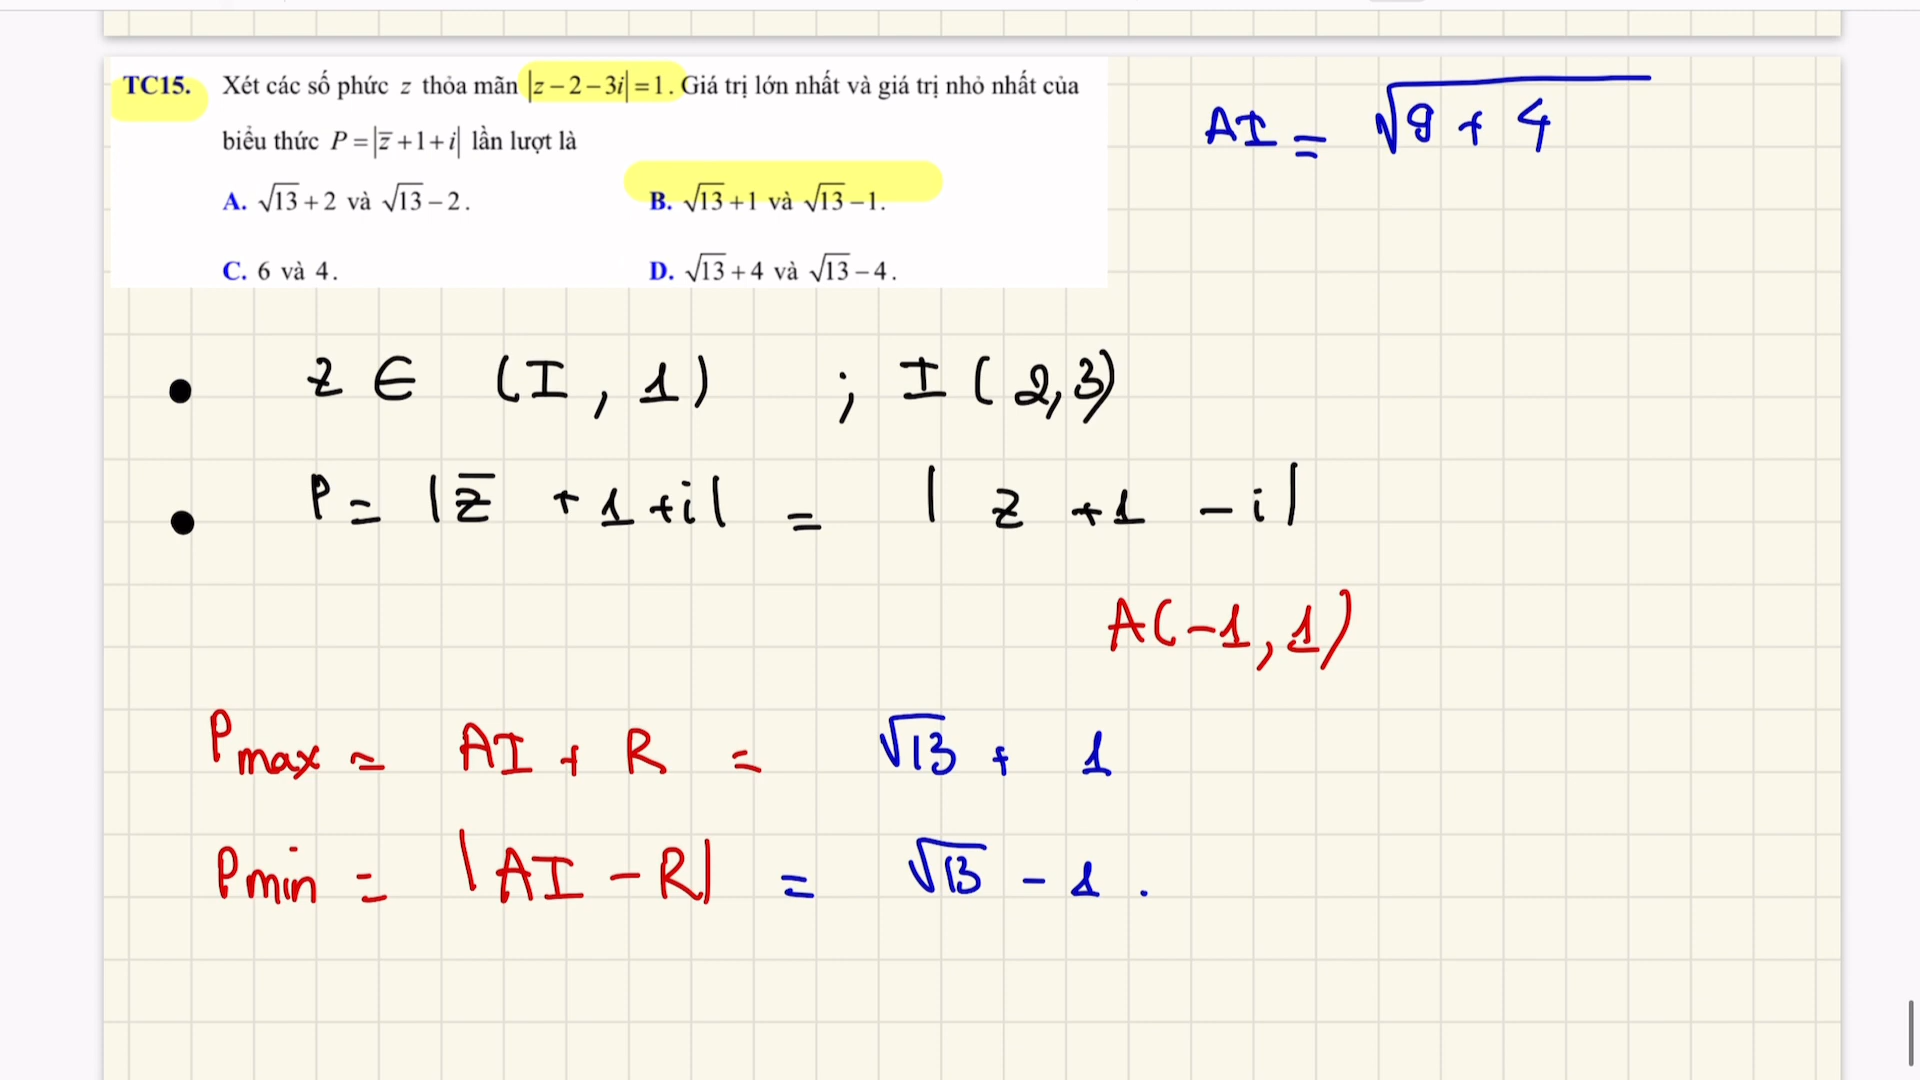 TC15. Xét các số phức z thỏa mãn |z − 2 − 3i| = 1. Giá trị lớn nhất và giá trị nhỏ nhất của
biểu thức P = |z̅ + 1 + i| lần lượt là
A. √13 + 2 và √13 − 2. B. √13 + 1 và √13 − 1.
C. 6 và 4. D. √13 + 4 và √13 − 4.
AI = √9 + 4
• z ∈ (I, 1) ; I(2,3)
• P = |z̅ + 1 + i| = |z + 1 − i|
A(-1, 1)
Pmax = AI + R = √13 + 1
Pmin = |AI − R| = √13 − 1.